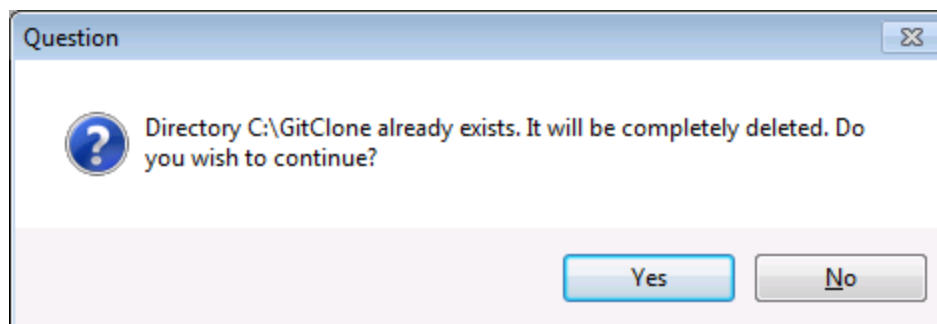 Question
Directory C:\GitClone already exists. It will be completely deleted. Do
you wish to continue?
Yes
No